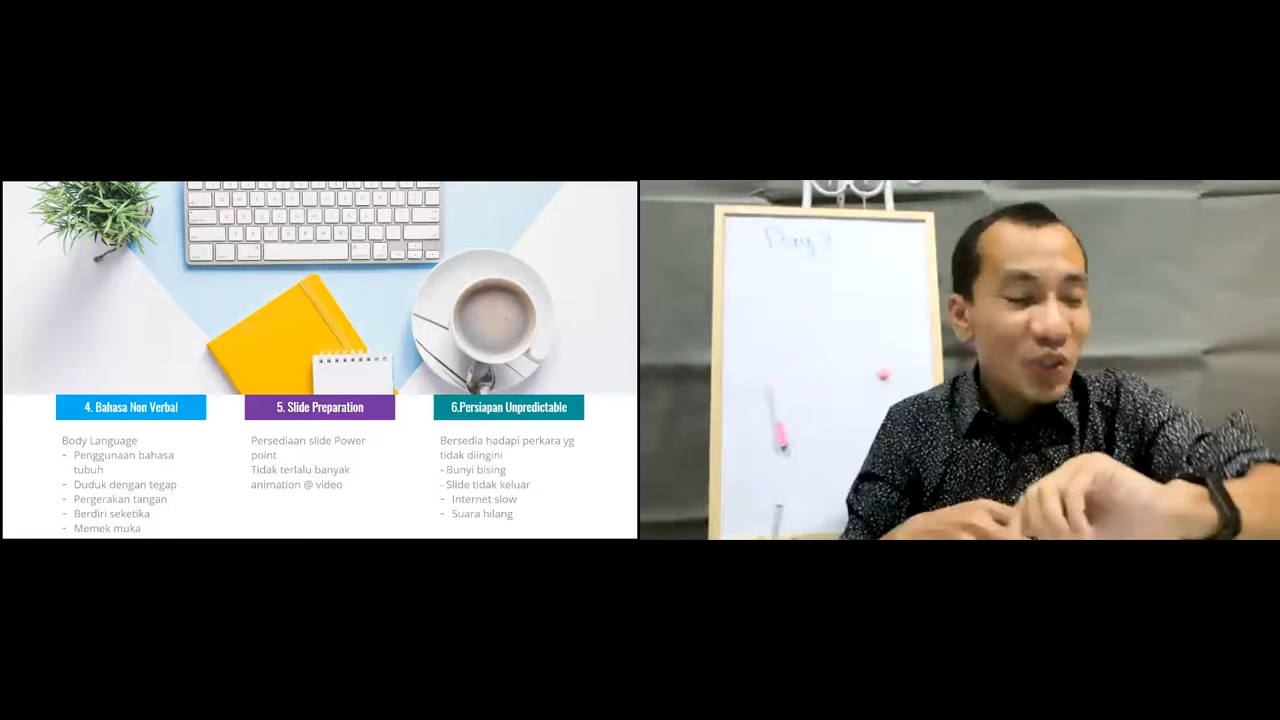 4. Bahasa Non Verbal
Body Language
- Penggunaan bahasa
tubuh
- Duduk dengan tegap
- Pergerakan tangan
- Berdiri seketika
- Memek muka
5. Slide Preparation
Persediaan slide Power
point
Tidak terlalu banyak
animation @ video
6.Persiapan Unpredictable
Bersedia hadapi perkara yg
tidak diingini
- Bunyi bising
- Slide tidak keluar
- Internet slow
- Suara hilang